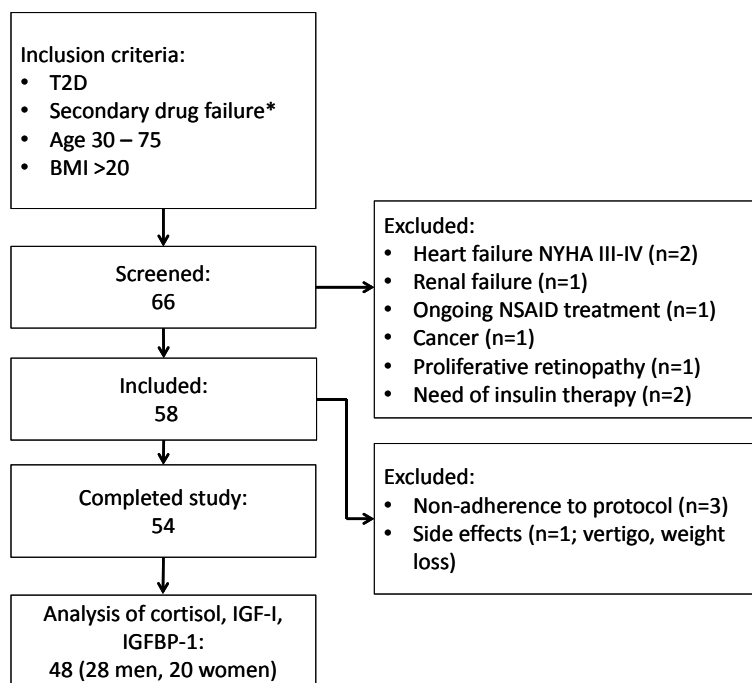 Inclusion criteria:
• T2D
• Secondary drug failure*
• Age 30 – 75
• BMI >20
Screened:
66
Excluded:
• Heart failure NYHA III-IV (n=2)
• Renal failure (n=1)
• Ongoing NSAID treatment (n=1)
• Cancer (n=1)
• Proliferative retinopathy (n=1)
• Need of insulin therapy (n=2)
Included:
58
Excluded:
• Non-adherence to protocol (n=3)
• Side effects (n=1; vertigo, weight
loss)
Completed study:
54
Analysis of cortisol, IGF-I,
IGFBP-1:
48 (28 men, 20 women)